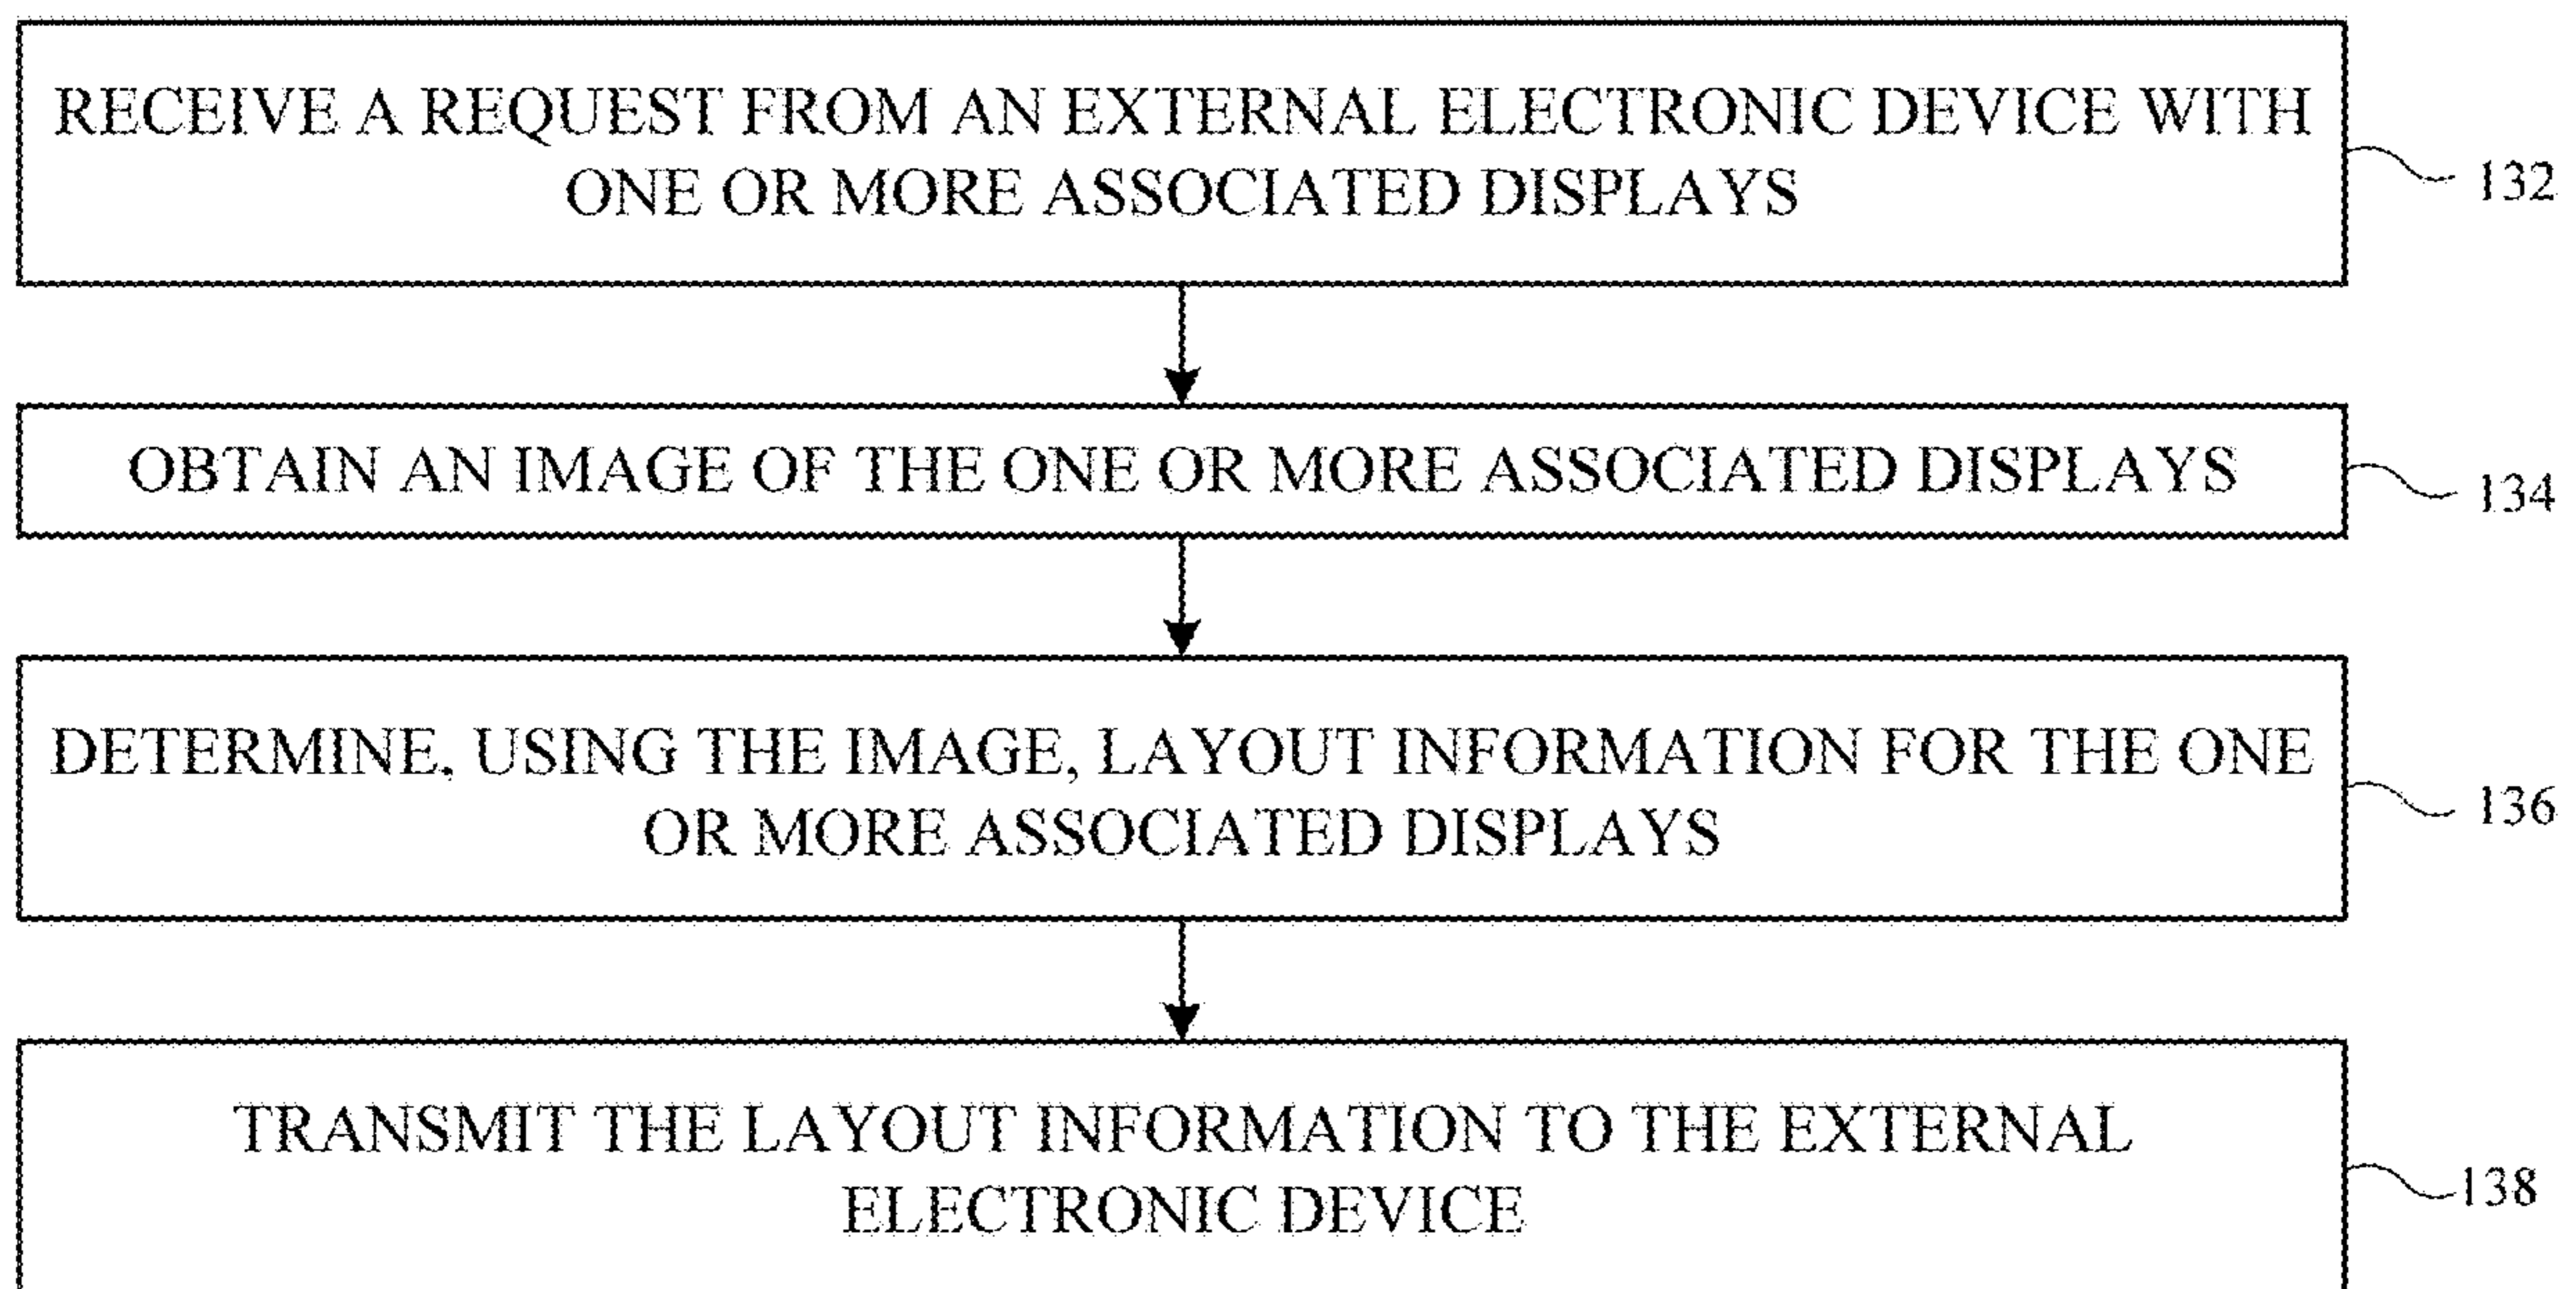 RECEIVE A REQUEST FROM AN EXTERNAL ELECTRONIC DEVICE WITH
ONE OR MORE ASSOCIATED DISPLAYS
132
OBTAIN AN IMAGE OF THE ONE OR MORE ASSOCIATED DISPLAYS
134
DETERMINE, USING THE IMAGE, LAYOUT INFORMATION FOR THE ONE
OR MORE ASSOCIATED DISPLAYS
136
TRANSMIT THE LAYOUT INFORMATION TO THE EXTERNAL
ELECTRONIC DEVICE
138